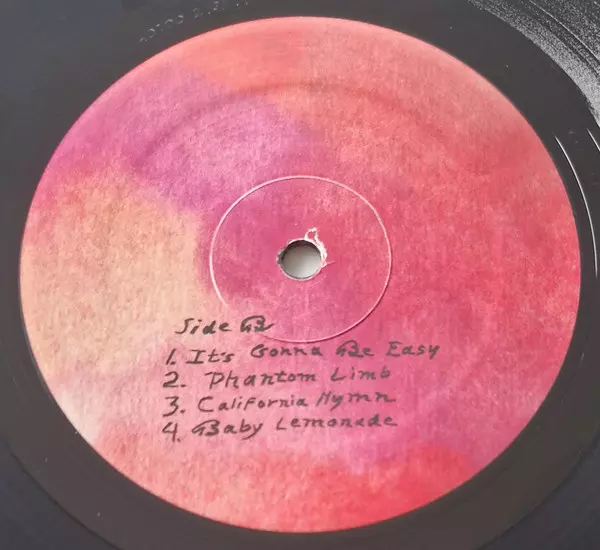 Side B
1. It's Gonna Be Easy
2. Phantom Limb
3. California Hymn
4. Baby Lemonade